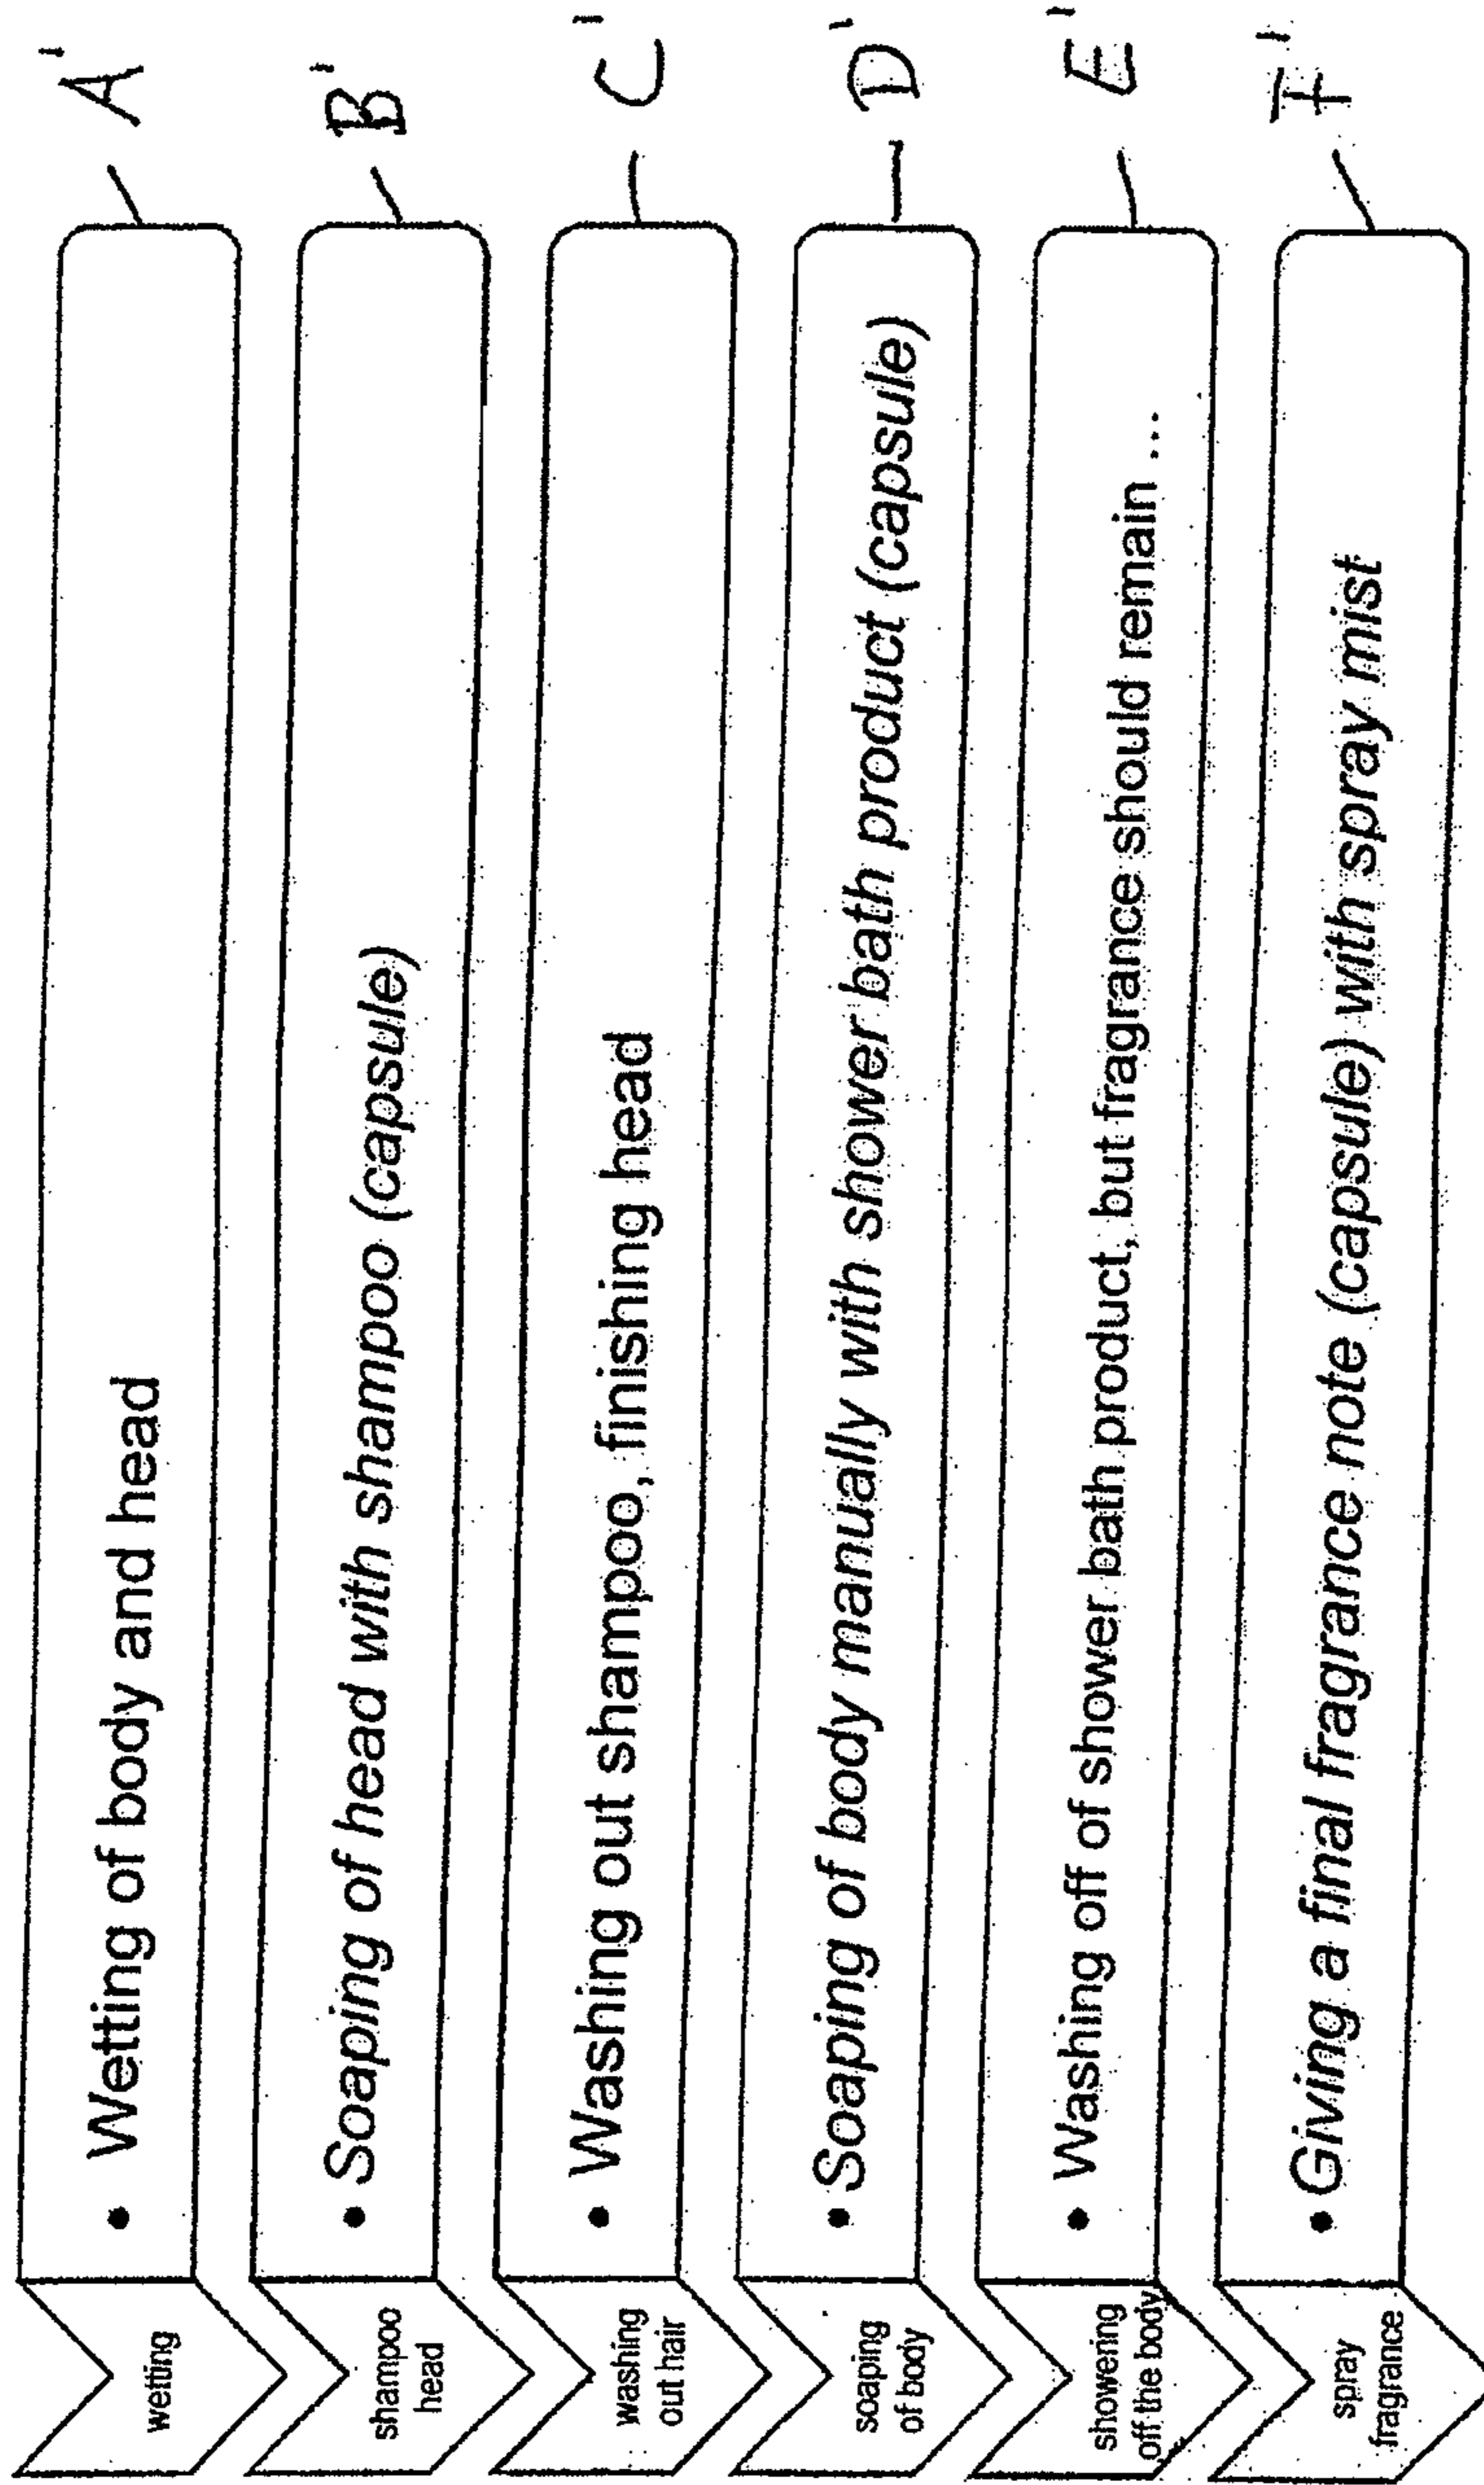 wetting
• Wetting of body and head
A'
shampoo
head
• Soaping of head with shampoo (capsule)
B'
washing
out hair
• Washing out shampoo, finishing head
C'
soaping
of body
• Soaping of body manually with shower bath product (capsule)
D'
showering
off the body
• Washing off of shower bath product, but fragrance should remain ...
E'
spray
fragrance
• Giving a final fragrance note (capsule) with spray mist
F'